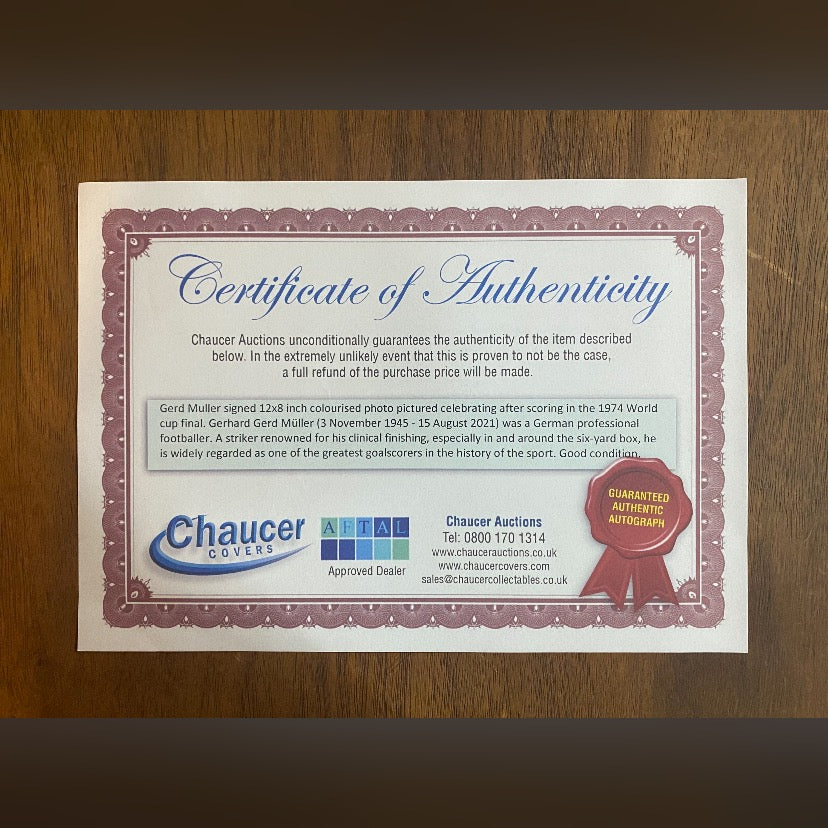 Certificate of Authenticity
Chaucer Auctions unconditionally guarantees the authenticity of the item described
below. In the extremely unlikely event that this is proven to not be the case,
a full refund of the purchase price will be made.
Gerd Muller signed 12x8 inch colourised photo pictured celebrating after scoring in the 1974 World
cup final. Gerhard Gerd Müller (3 November 1945 - 15 August 2021) was a German professional
footballer. A striker renowned for his clinical finishing, especially in and around the six-yard box, he
is widely regarded as one of the greatest goalscorers in the history of the sport. Good condition.
GUARANTEED
AUTHENTIC
AUTOGRAPH
Chaucer
COVERS
AFTAL
Approved Dealer
Chaucer Auctions
Tel: 0800 170 1314
www.chaucerauctions.co.uk
www.chaucercovers.com
sales@chaucercollectables.co.uk